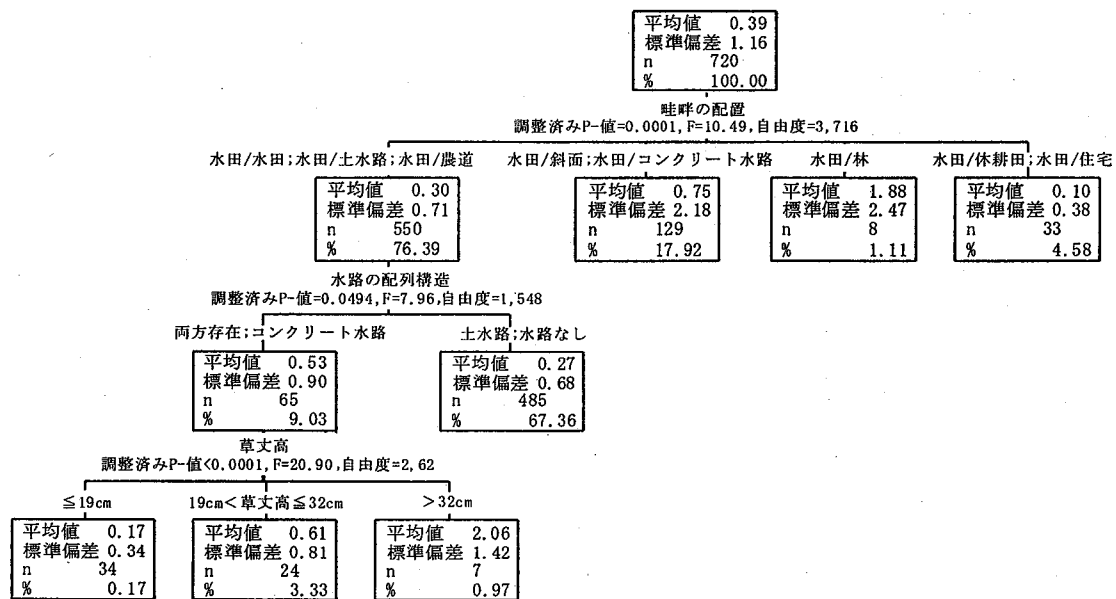 平均値 0.39
標準偏差 1.16
n 720
% 100.00
畦畔の配置
調整済みP-値=0.0001,F=10.49,自由度=3,716
水田/水田;水田/土水路;水田/農道
平均値 0.30
標準偏差 0.71
n 550
% 76.39
水田/斜面;水田/コンクリート水路
平均値 0.75
標準偏差 2.18
n 129
% 17.92
水田/林
平均値 1.88
標準偏差 2.47
n 8
% 1.11
水田/休耕田;水田/住宅
平均値 0.10
標準偏差 0.38
n 33
% 4.58
水路の配列構造
調整済みP-値=0.0494,F=7.96,自由度=1,548
両方存在;コンクリート水路
平均値 0.53
標準偏差 0.90
n 65
% 9.03
土水路;水路なし
平均値 0.27
標準偏差 0.68
n 485
% 67.36
草丈高
調整済みP-値<0.0001,F=20.90,自由度=2,62
≦19cm
平均値 0.17
標準偏差 0.34
n 34
% 0.17
19cm<草丈高≦32cm
平均値 0.61
標準偏差 0.81
n 24
% 3.33
>32cm
平均値 2.06
標準偏差 1.42
n 7
% 0.97